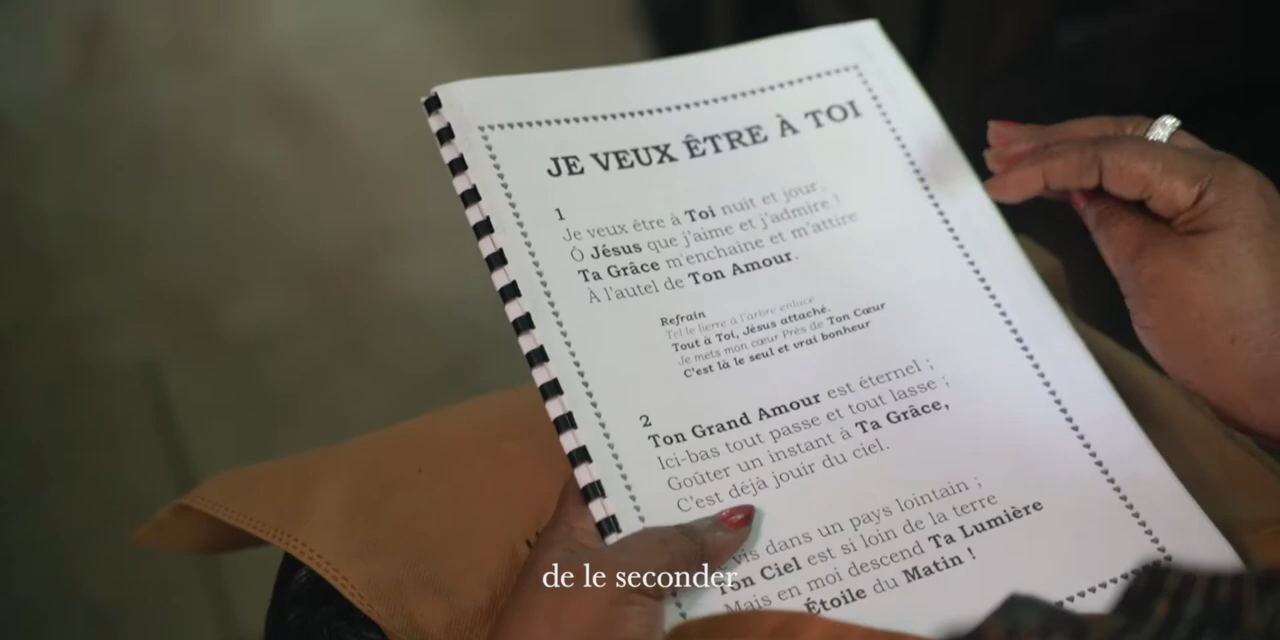 JE VEUX ÊTRE À TOI
1
Je veux être à Toi nuit et jour,
Ô Jésus que j'aime et j'admire !
Ta Grâce m'enchaine et m'attire
À l'autel de Ton Amour.
Refrain
Tel le lierre à l'arbre enlacé
Tout à Toi, Jésus attaché.
Je mets mon cœur Près de Ton Cœur
C'est là le seul et vrai bonheur
2
Ton Grand Amour est éternel ;
Ici-bas tout passe et tout lasse ;
Goûter un instant à Ta Grâce,
C'est déjà jouir du ciel.
vis dans un pays lointain ;
Ton Ciel est si loin de la terre
Mais en moi descend Ta Lumière
Étoile du Matin !
de le seconder